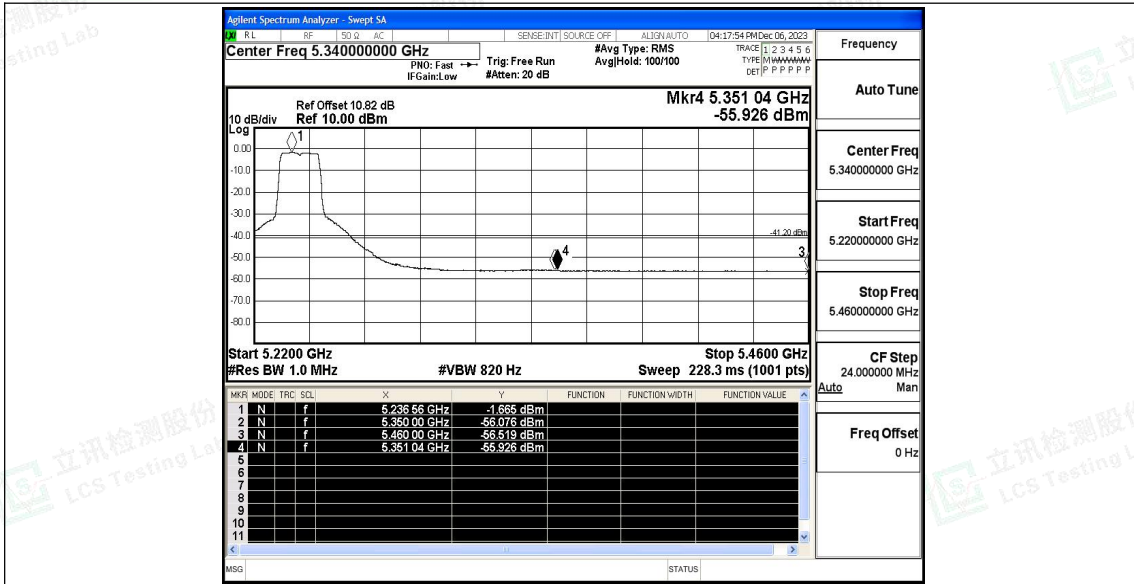 Agilent Spectrum Analyzer - Swept SA
LXI RL RF 50 Ω AC SENSE:INT SOURCE OFF ALIGN AUTO 04:17:54 PM Dec 06, 2023
Center Freq 5.340000000 GHz
PNO: Fast
IFGain:Low
Trig: Free Run
#Atten: 20 dB
#Avg Type: RMS
Avg|Hold: 100/100
TRACE 1 2 3 4 5 6
TYPE M WWWWW
DET P P P P P P
Frequency
Auto Tune
Center Freq
5.340000000 GHz
Start Freq
5.220000000 GHz
Stop Freq
5.460000000 GHz
CF Step
24.000000 MHz
Auto Man
Freq Offset
0 Hz
Mkr4 5.351 04 GHz
-55.926 dBm
Ref Offset 10.82 dB
10 dB/div Ref 10.00 dBm
Log
0.00
-10.0
-20.0
-30.0
-40.0
-50.0
-60.0
-70.0
-80.0
1
4
3
-41.20 dBm
Start 5.2200 GHz Stop 5.4600 GHz
#Res BW 1.0 MHz #VBW 820 Hz Sweep 228.3 ms (1001 pts)
MKR MODE TRC SCL X Y FUNCTION FUNCTION WIDTH FUNCTION VALUE
1 N f 5.236 56 GHz -1.665 dBm
2 N f 5.350 00 GHz -56.076 dBm
3 N f 5.460 00 GHz -56.519 dBm
4 N f 5.351 04 GHz -55.926 dBm
5
6
7
8
9
10
11
MSG STATUS
立讯检测股份
LCS Testing Lab
立讯检测股份
LCS Testing L